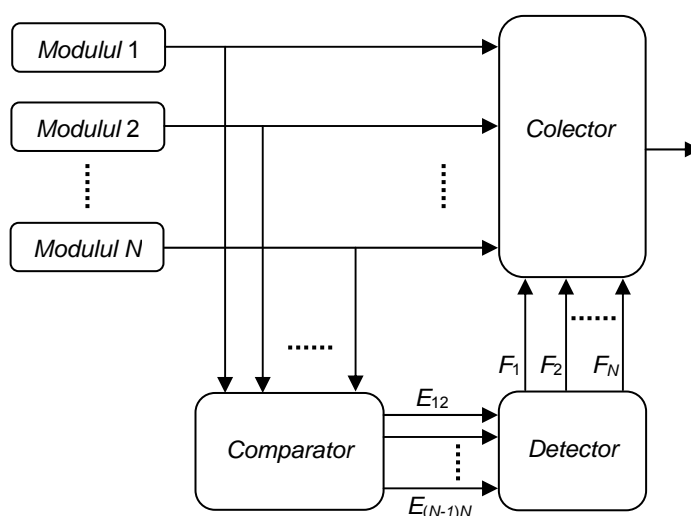 Modulul 1
Modulul 2
Colector
Modulul N
F1
F2
FN
E12
Comparator
Detector
E(N-1)N